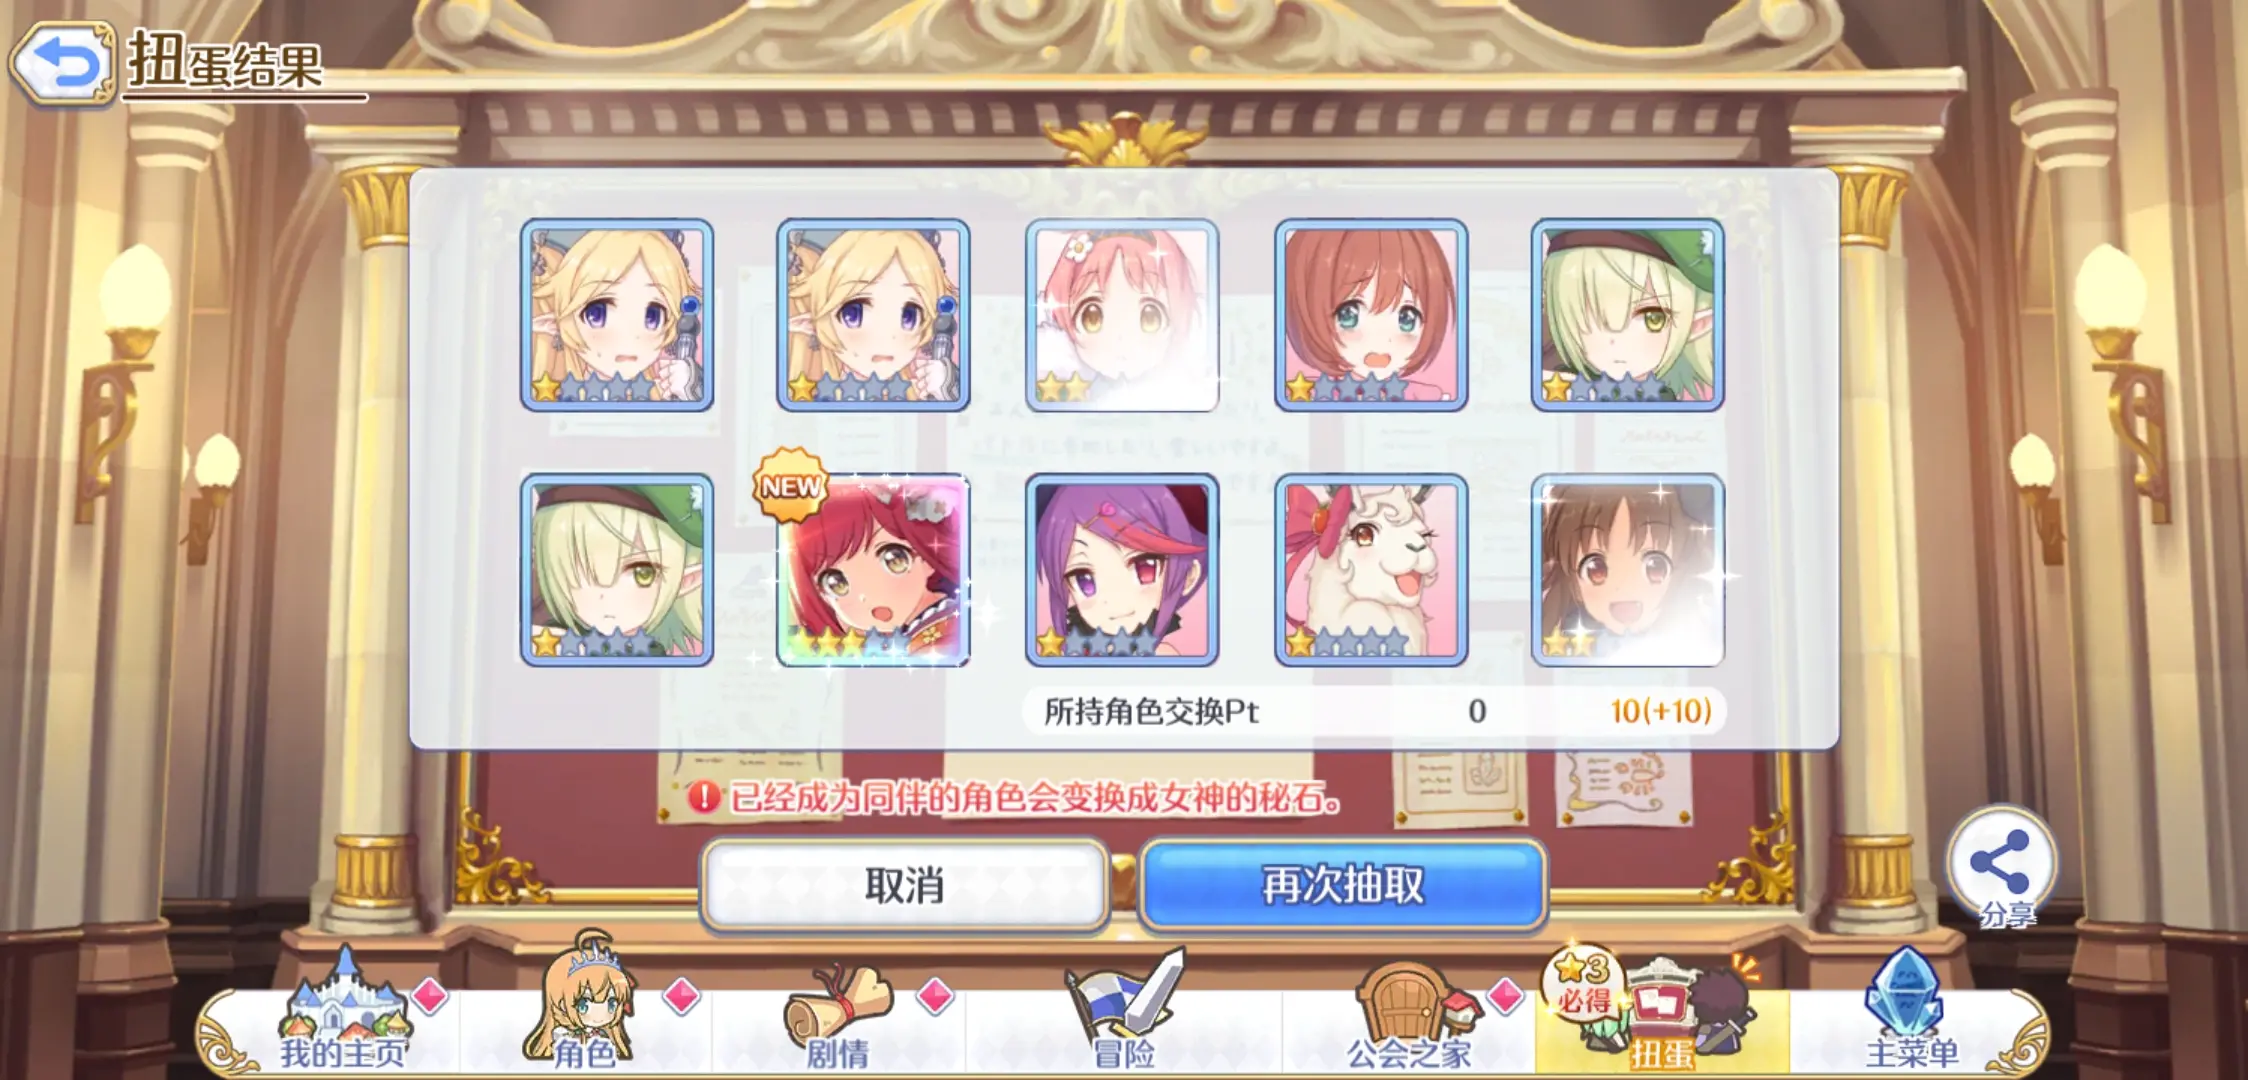 扭蛋结果
NEW
所持角色交换Pt 0 10(+10)
已经成为同伴的角色会变换成女神的秘石。
取消
再次抽取
分享
★3
必得
我的主页
角色
剧情
冒险
公会之家
扭蛋
主菜单